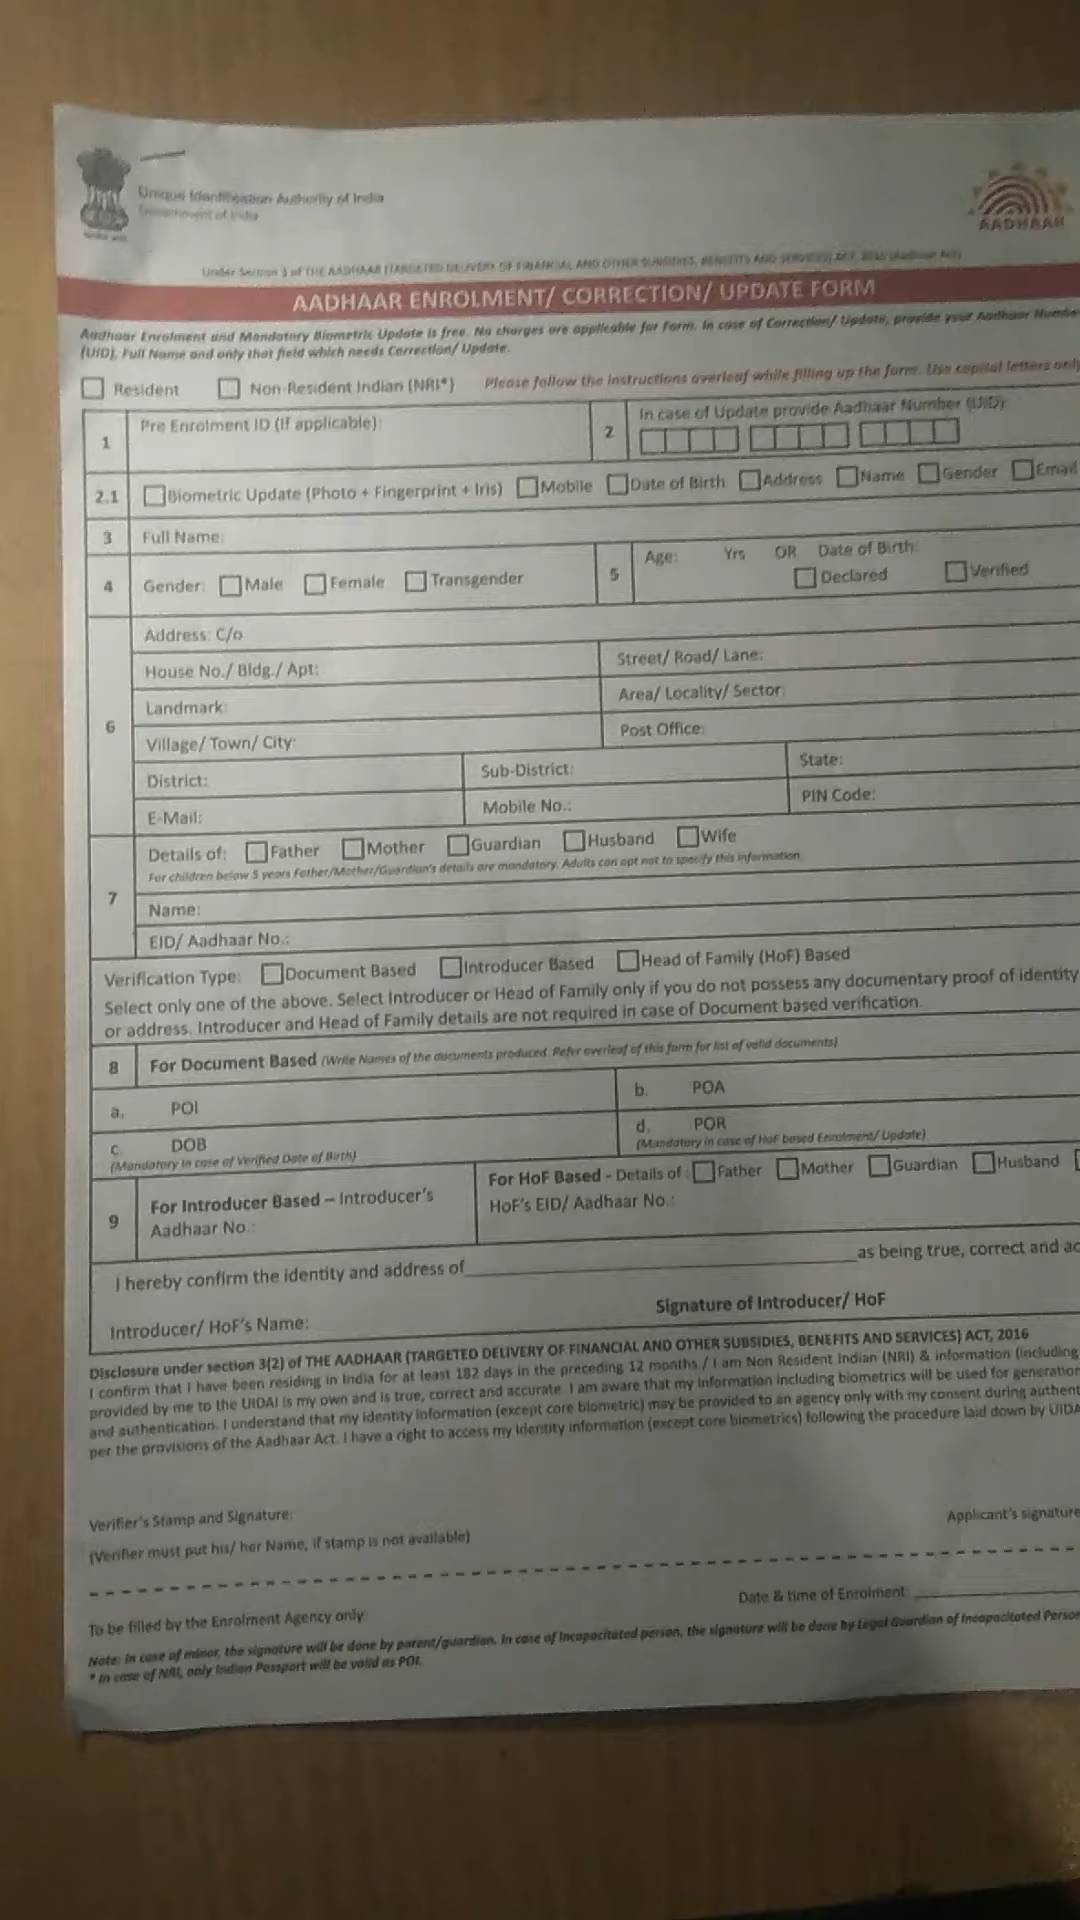 Unique Identification Authority of India
Government of India
AADHAAR
Under Section 3 of THE AADHAAR (TARGETED DELIVERY OF FINANCIAL AND OTHER SUBSIDIES, BENEFITS AND SERVICES) ACT, 2016 (Aadhaar Act)
AADHAAR ENROLMENT/ CORRECTION/ UPDATE FORM
Aadhaar Enrolment and Mandatory Biometric Update is free. No charges are applicable for Form. In case of Correction/ Update, provide your Aadhaar Numbe
(UID), Full Name and only that field which needs Correction/ Update.
Resident Non-Resident Indian (NRI*) Please follow the instructions overleaf while filling up the form. Use capital letters only
1 Pre Enrolment ID (If applicable): 2 In case of Update provide Aadhaar Number (UID):
2.1 Biometric Update (Photo + Fingerprint + Iris) Mobile Date of Birth Address Name Gender Email
3 Full Name:
4 Gender: Male Female Transgender 5 Age: Yrs OR Date of Birth:
Declared Verified
6 Address: C/o
House No./ Bldg./ Apt: Street/ Road/ Lane:
Landmark: Area/ Locality/ Sector:
Village/ Town/ City: Post Office:
District: Sub-District: State:
E-Mail: Mobile No.: PIN Code:
7 Details of: Father Mother Guardian Husband Wife
For children below 5 years Father/Mother/Guardian's details are mandatory. Adults can opt not to specify this information.
Name:
EID/ Aadhaar No.:
Verification Type: Document Based Introducer Based Head of Family (HoF) Based
Select only one of the above. Select Introducer or Head of Family only if you do not possess any documentary proof of identity
or address. Introducer and Head of Family details are not required in case of Document based verification.
8 For Document Based (Write Names of the documents produced. Refer overleaf of this form for list of valid documents)
a. POI b. POA
c. DOB d. POR
(Mandatory in case of Verified Date of Birth) (Mandatory in case of HoF based Enrolment/ Update)
9 For Introducer Based – Introducer's For HoF Based - Details of : Father Mother Guardian Husband
Aadhaar No.: HoF's EID/ Aadhaar No.:
I hereby confirm the identity and address of as being true, correct and ac
Introducer/ HoF's Name: Signature of Introducer/ HoF
Disclosure under section 3(2) of THE AADHAAR (TARGETED DELIVERY OF FINANCIAL AND OTHER SUBSIDIES, BENEFITS AND SERVICES) ACT, 2016
I confirm that I have been residing in India for at least 182 days in the preceding 12 months / I am Non Resident Indian (NRI) & information (including
provided by me to the UIDAI is my own and is true, correct and accurate. I am aware that my information including biometrics will be used for generation
and authentication. I understand that my identity information (except core biometric) may be provided to an agency only with my consent during authent
per the provisions of the Aadhaar Act. I have a right to access my identity information (except core biometrics) following the procedure laid down by UIDA
Verifier's Stamp and Signature: Applicant's signature
(Verifier must put his/ her Name, if stamp is not available)
To be filled by the Enrolment Agency only: Date & time of Enrolment:
Note: In case of minor, the signature will be done by parent/guardian. In case of Incapacitated person, the signature will be done by Legal Guardian of Incapacitated Person
* In case of NRI, only Indian Passport will be valid as POI.